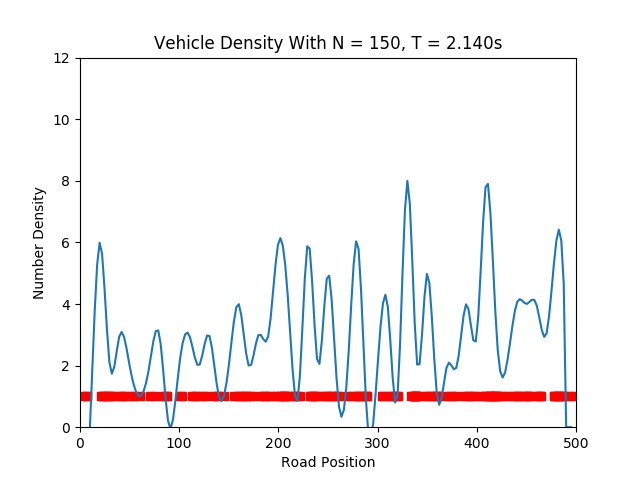 Vehicle Density With N = 150, T = 2.140s
12
10
8
6
4
2
0
Number Density
0 100 200 300 400 500
Road Position